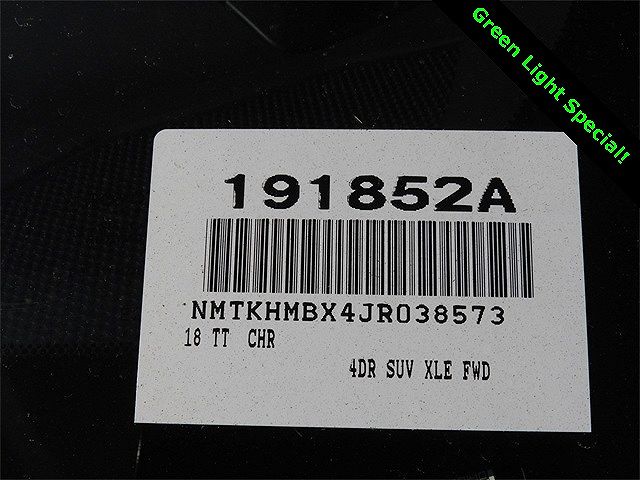 Green Light Special!
191852A
NMTKHMBX4JR038573
18 TT CHR
4DR SUV XLE FWD